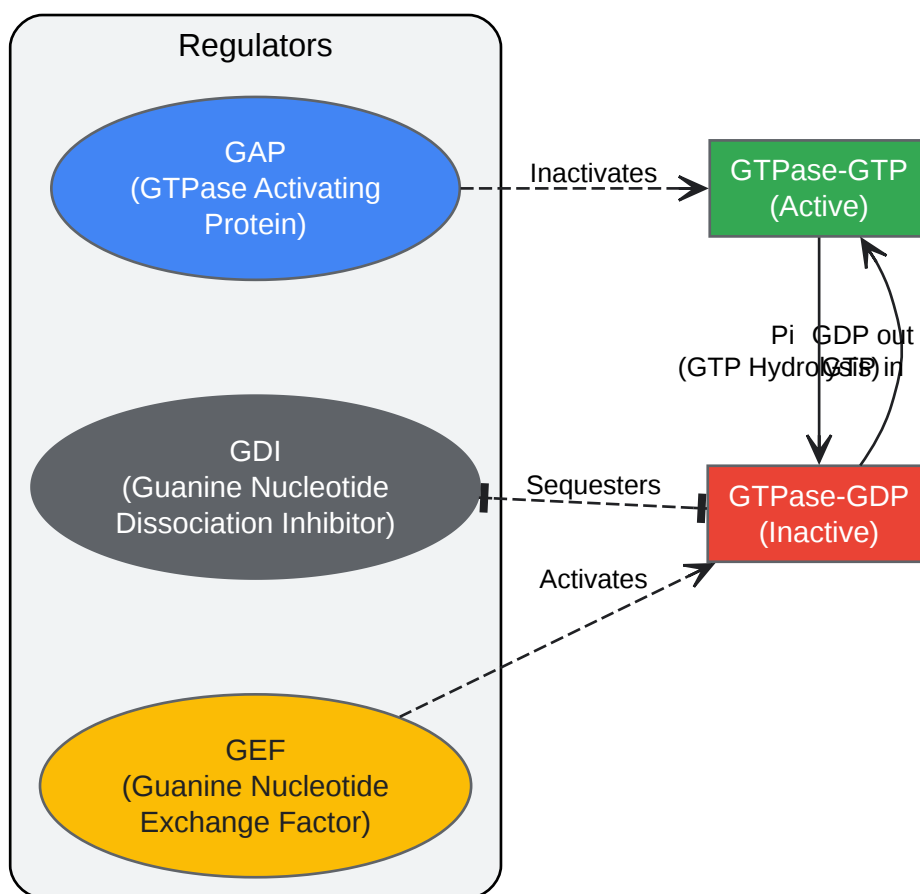 Regulators
GAP
(GTPase Activating
Protein)
Inactivates
GTPase-GTP
(Active)
Pi
(GTP Hydrolysis)
GDP out
GTP in
GDI
(Guanine Nucleotide
Dissociation Inhibitor)
Sequesters
GTPase-GDP
(Inactive)
Activates
GEF
(Guanine Nucleotide
Exchange Factor)